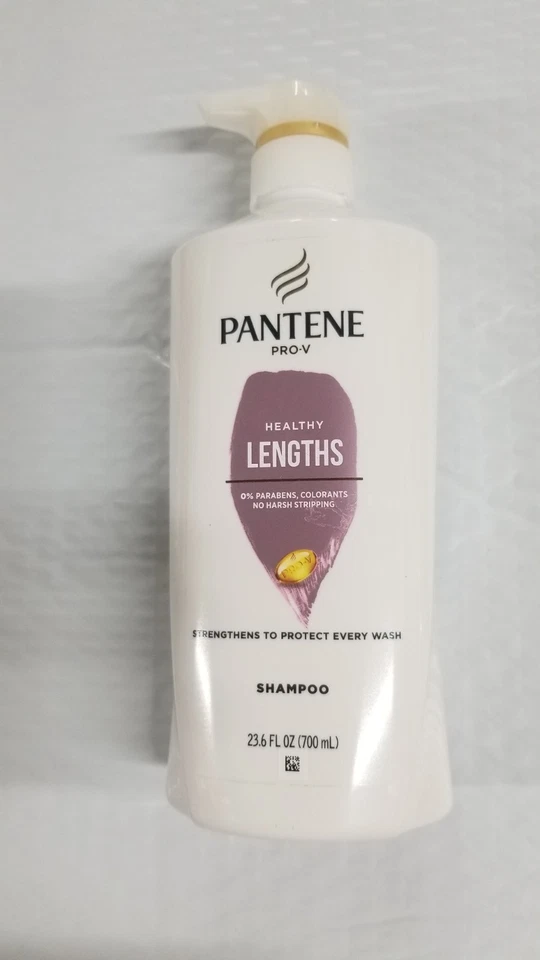 PANTENE
PRO-V
HEALTHY
LENGTHS
0% PARABENS, COLORANTS
NO HARSH STRIPPING
STRENGTHENS TO PROTECT EVERY WASH
SHAMPOO
23.6 FL OZ (700 mL)